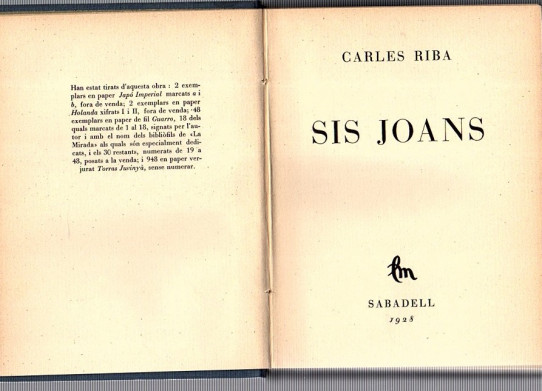 Han estat tirats d'aquesta obra : 2 exem-
plars en paper Japó Imperial marcats a i
b, fora de venda; 2 exemplars en paper
Holanda xifrats I i II, fora de venda; 48
exemplars en paper de fil Guarro, 18 dels
quals marcats de 1 al 18, signats per l'au-
tor i amb el nom dels bibliòfils de «La
Mirada» als quals són especialment dedi-
cats, i els 30 restants, numerats de 19 a
48, posats a la venda; i 948 en paper ver-
jurat Torras Juvinyà, sense numerar.
CARLES RIBA
SIS JOANS
lm
SABADELL
1928